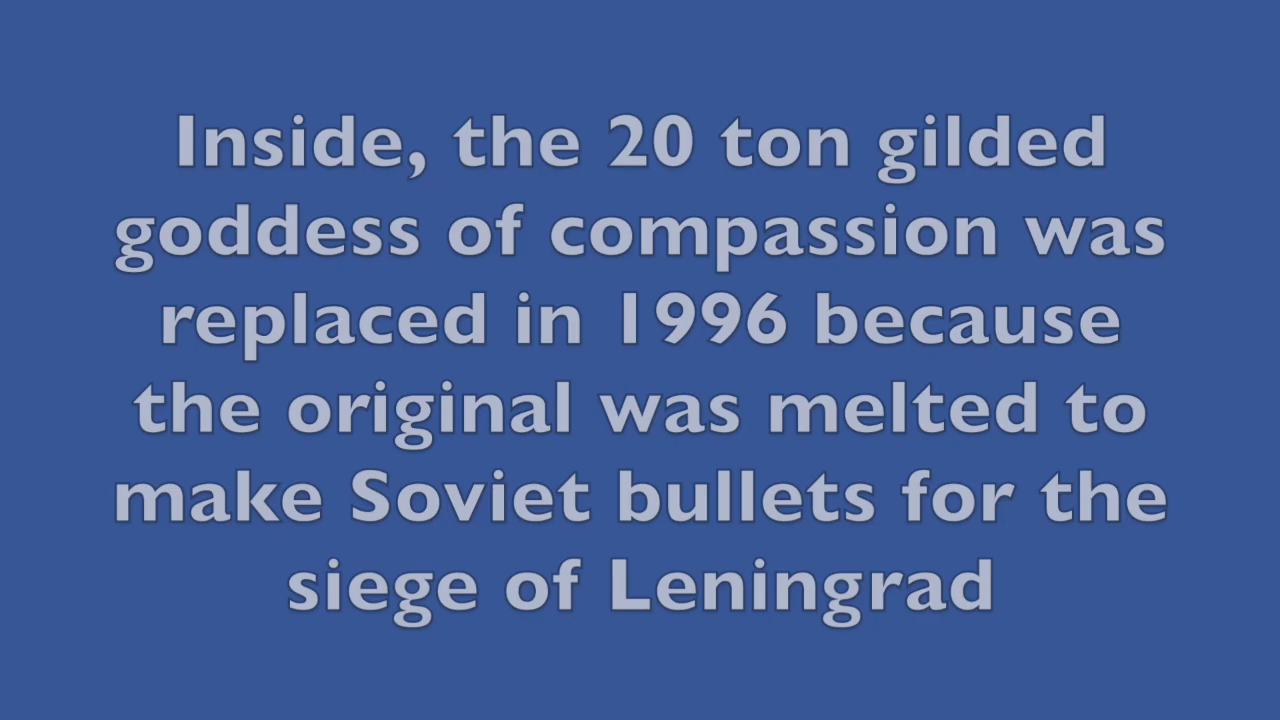 Inside, the 20 ton gilded
goddess of compassion was
replaced in 1996 because
the original was melted to
make Soviet bullets for the
siege of Leningrad